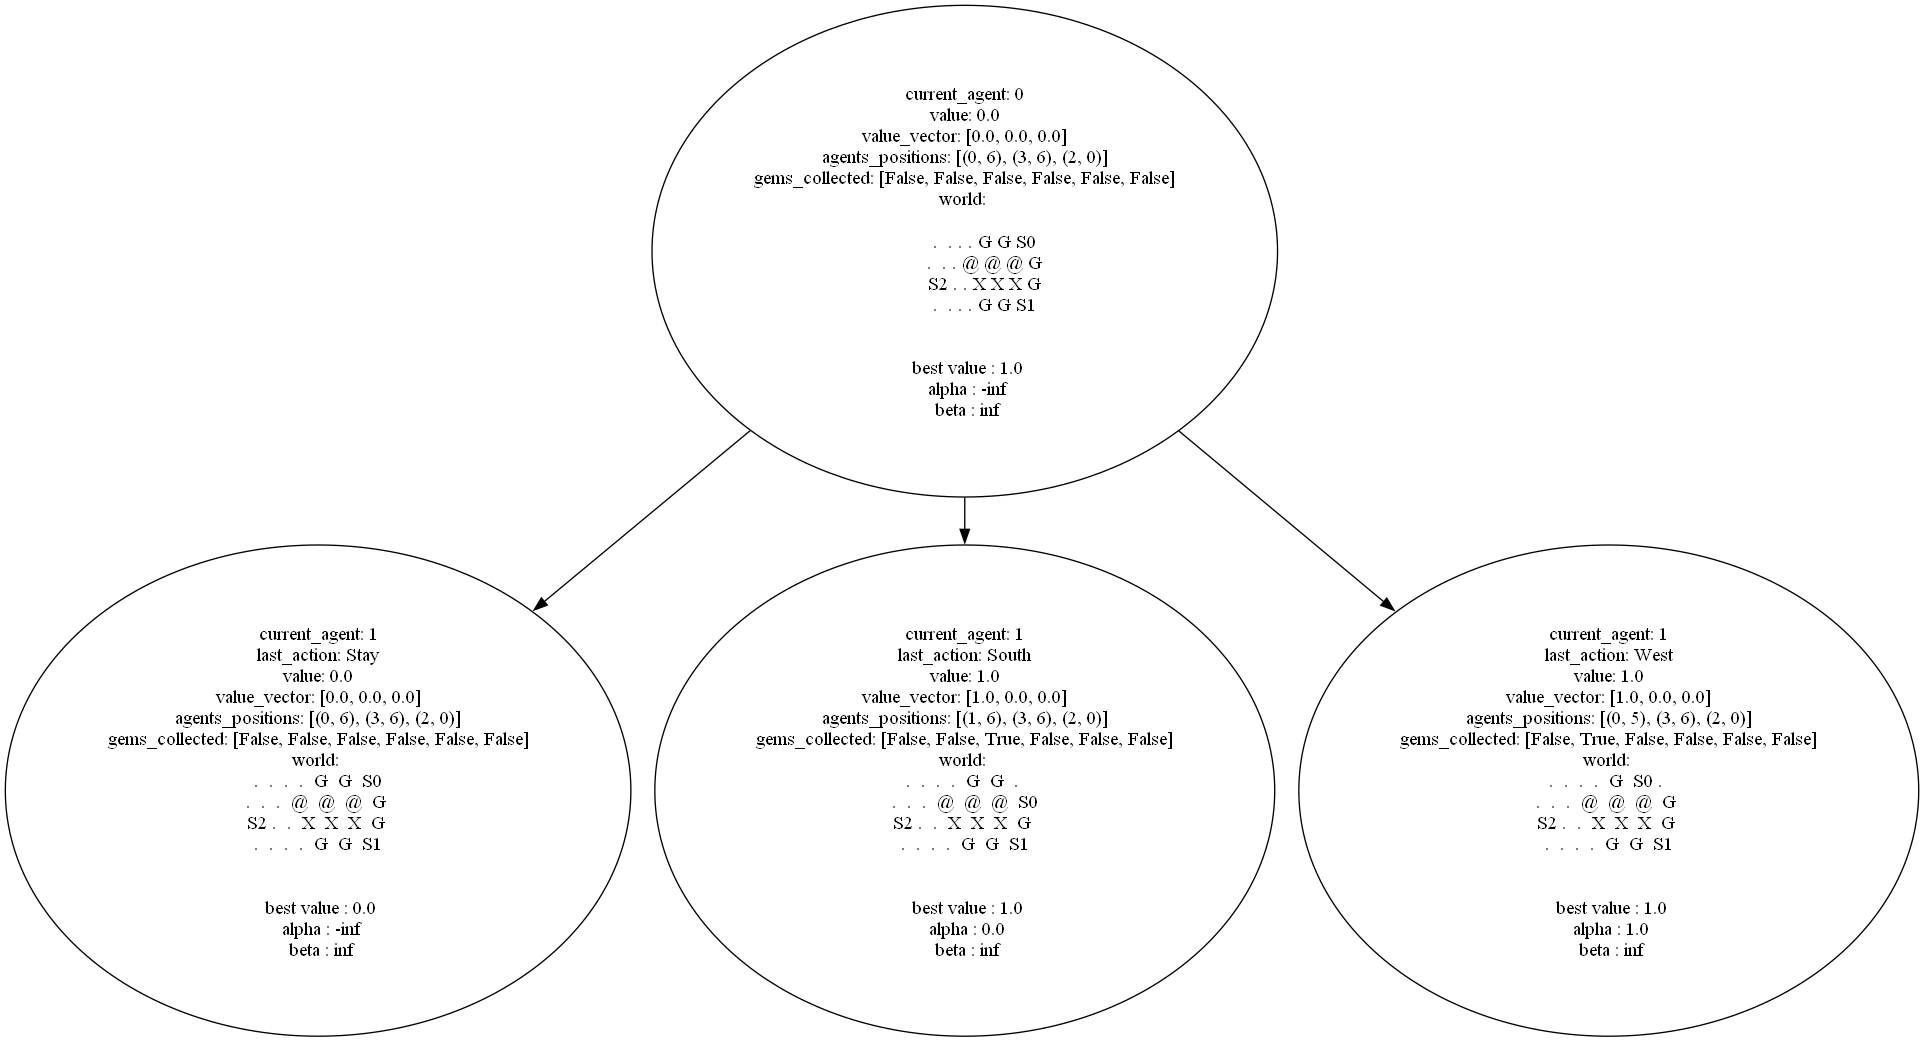 current_agent: 0
value: 0.0
value_vector: [0.0, 0.0, 0.0]
agents_positions: [(0, 6), (3, 6), (2, 0)]
gems_collected: [False, False, False, False, False, False]
world:
. . . . G G S0
. . . @ @ @ G
S2 . . X X X G
. . . . G G S1
best value : 1.0
alpha : -inf
beta : inf
current_agent: 1
last_action: Stay
value: 0.0
value_vector: [0.0, 0.0, 0.0]
agents_positions: [(0, 6), (3, 6), (2, 0)]
gems_collected: [False, False, False, False, False, False]
world:
. . . . G G S0
. . . @ @ @ G
S2 . . X X X G
. . . . G G S1
best value : 0.0
alpha : -inf
beta : inf
current_agent: 1
last_action: South
value: 1.0
value_vector: [1.0, 0.0, 0.0]
agents_positions: [(1, 6), (3, 6), (2, 0)]
gems_collected: [False, False, True, False, False, False]
world:
. . . . G G .
. . . @ @ @ S0
S2 . . X X X G
. . . . G G S1
best value : 1.0
alpha : 0.0
beta : inf
current_agent: 1
last_action: West
value: 1.0
value_vector: [1.0, 0.0, 0.0]
agents_positions: [(0, 5), (3, 6), (2, 0)]
gems_collected: [False, True, False, False, False, False]
world:
. . . . G S0 .
. . . @ @ @ G
S2 . . X X X G
. . . . G G S1
best value : 1.0
alpha : 1.0
beta : inf